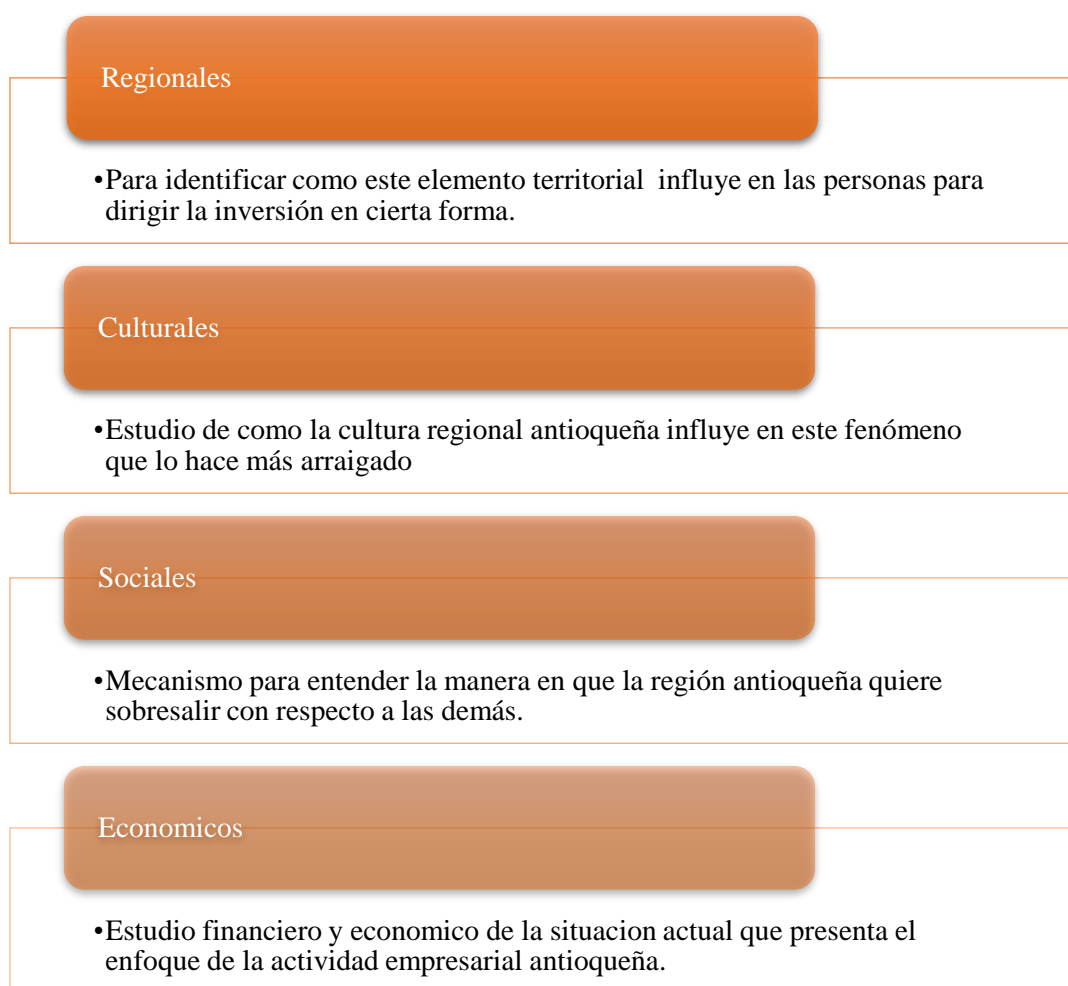 Regionales
•Para identificar como este elemento territorial  influye en las personas para
dirigir la inversión en cierta forma.
Culturales
•Estudio de como la cultura regional antioqueña influye en este fenómeno
que lo hace más arraigado
Sociales
•Mecanismo para entender la manera en que la región antioqueña quiere
sobresalir con respecto a las demás.
Economicos
•Estudio financiero y economico de la situacion actual que presenta el
enfoque de la actividad empresarial antioqueña.